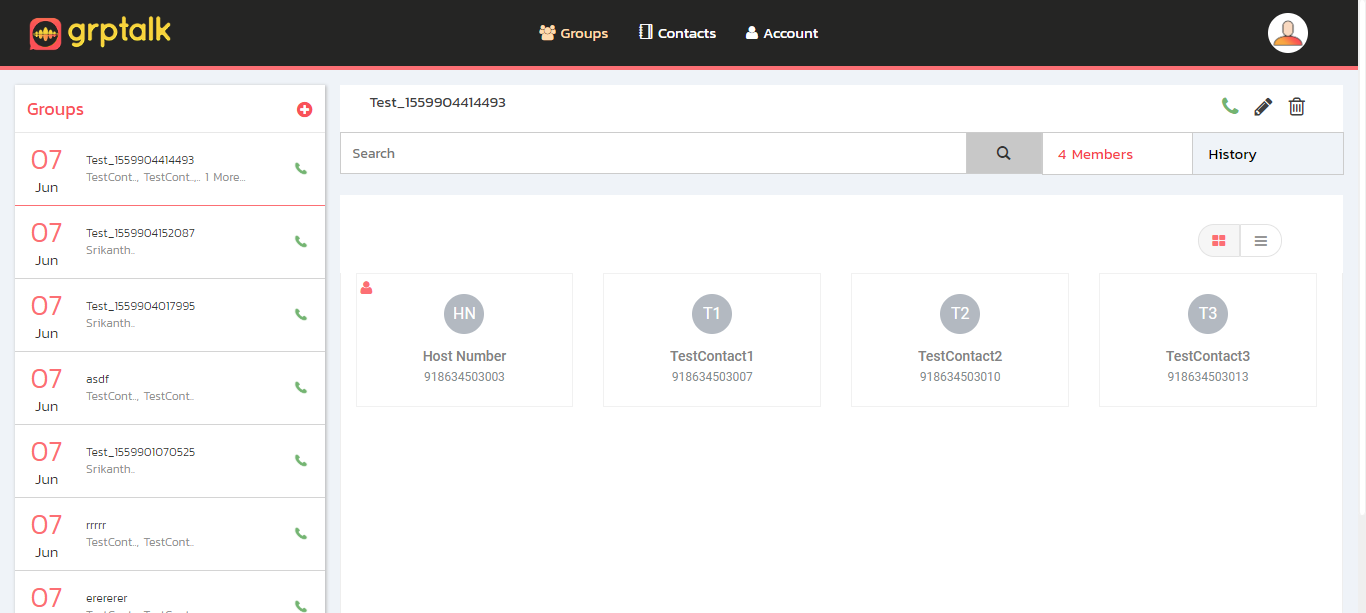 grptalk
Groups
Contacts
Account
Groups
07
Jun
Test_1559904414493
TestCont.., TestCont..,.. 1 More...
07
Jun
Test_1559904152087
Srikanth..
07
Jun
Test_1559904017995
Srikanth..
07
Jun
asdf
TestCont.., TestCont..
07
Jun
Test_1559901070525
Srikanth..
07
Jun
rrrrr
TestCont.., TestCont..
07
erererer
Test_1559904414493
Search
4 Members
History
HN
Host Number
918634503003
T1
TestContact1
918634503007
T2
TestContact2
918634503010
T3
TestContact3
918634503013